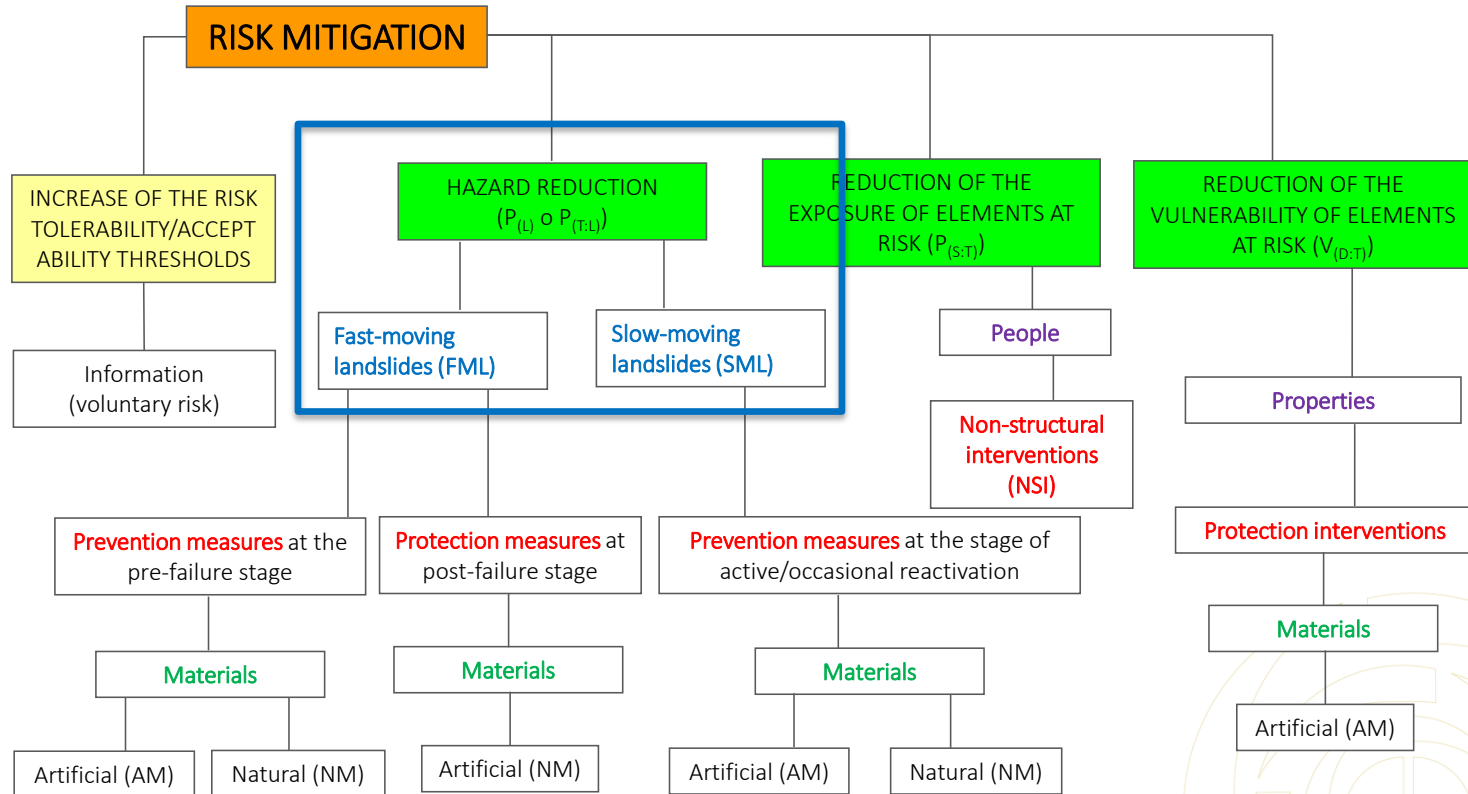 RISK MITIGATION
INCREASE OF THE RISK
TOLERABILITY/ACCEPT
ABILITY THRESHOLDS
HAZARD REDUCTION
(P(L) o P(T:L))
REDUCTION OF THE
EXPOSURE OF ELEMENTS AT
RISK (P(S:T))
REDUCTION OF THE
VULNERABILITY OF ELEMENTS
AT RISK (V(D:T))
Information
(voluntary risk)
Fast-moving
landslides (FML)
Slow-moving
landslides (SML)
People
Properties
Non-structural
interventions
(NSI)
Prevention measures at the
pre-failure stage
Protection measures at
post-failure stage
Prevention measures at the stage of
active/occasional reactivation
Protection interventions
Materials
Materials
Materials
Materials
Artificial (AM)
Natural (NM)
Artificial (NM)
Artificial (AM)
Natural (NM)
Artificial (AM)